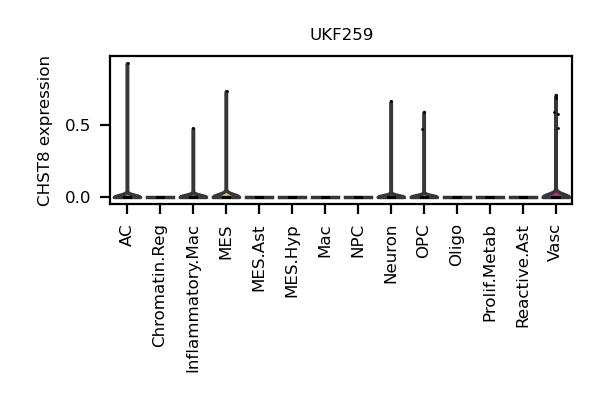 UKF259
CHST8 expression
0.5
0.0
AC
Chromatin.Reg
Inflammatory.Mac
MES
MES.Ast
MES.Hyp
Mac
NPC
Neuron
OPC
Oligo
Prolif.Metab
Reactive.Ast
Vasc